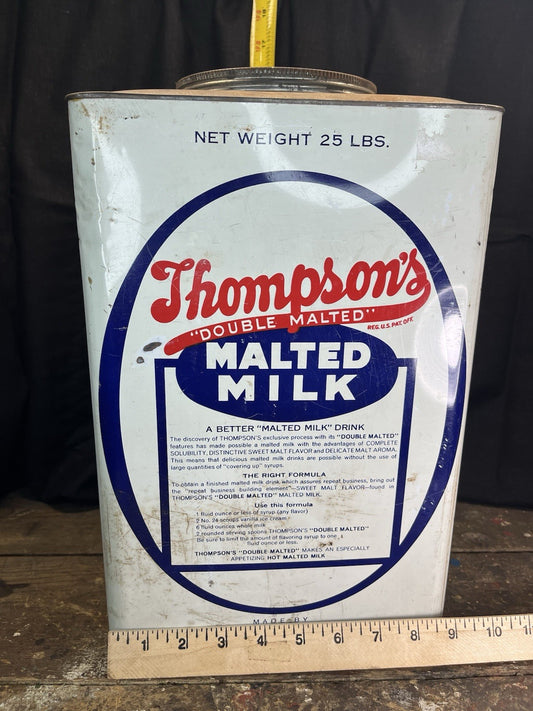 NET WEIGHT 25 LBS.
Thompson's
"DOUBLE MALTED"
REG. U.S. PAT. OFF.
MALTED
MILK
A BETTER "MALTED MILK" DRINK
The discovery of THOMPSON'S exclusive process with its "DOUBLE MALTED"
features has made possible a malted milk with the advantages of COMPLETE
SOLUBILITY, DISTINCTIVE SWEET MALT FLAVOR and DELICATE MALT AROMA.
This means that delicious malted milk drinks are possible without the use of
large quantities of "covering up" syrups.
THE RIGHT FORMULA
To obtain a finished malted milk drink which assures repeat business, bring out
the "repeat business building element"—SWEET MALT FLAVOR—found in
THOMPSON'S "DOUBLE MALTED" MALTED MILK.
Use this formula
1 fluid ounce or less of syrup (any flavor)
2 No. 24 scoops vanilla ice cream
6 fluid ounces whole milk
2 rounded serving spoons THOMPSON'S "DOUBLE MALTED"
Be sure to limit the amount of flavoring syrup to one
fluid ounce or less.
THOMPSON'S "DOUBLE MALTED" MAKES AN ESPECIALLY
APPETIZING HOT MALTED MILK
MADE BY
1 2 3 4 5 6 7 8 9 10